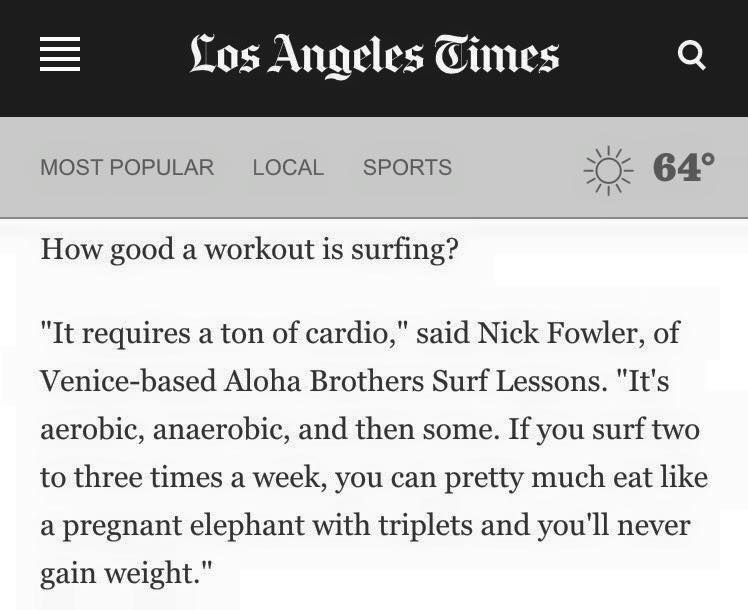 Los Angeles Times
MOST POPULAR LOCAL SPORTS 64°
How good a workout is surfing?
"It requires a ton of cardio," said Nick Fowler, of
Venice-based Aloha Brothers Surf Lessons. "It's
aerobic, anaerobic, and then some. If you surf two
to three times a week, you can pretty much eat like
a pregnant elephant with triplets and you'll never
gain weight."